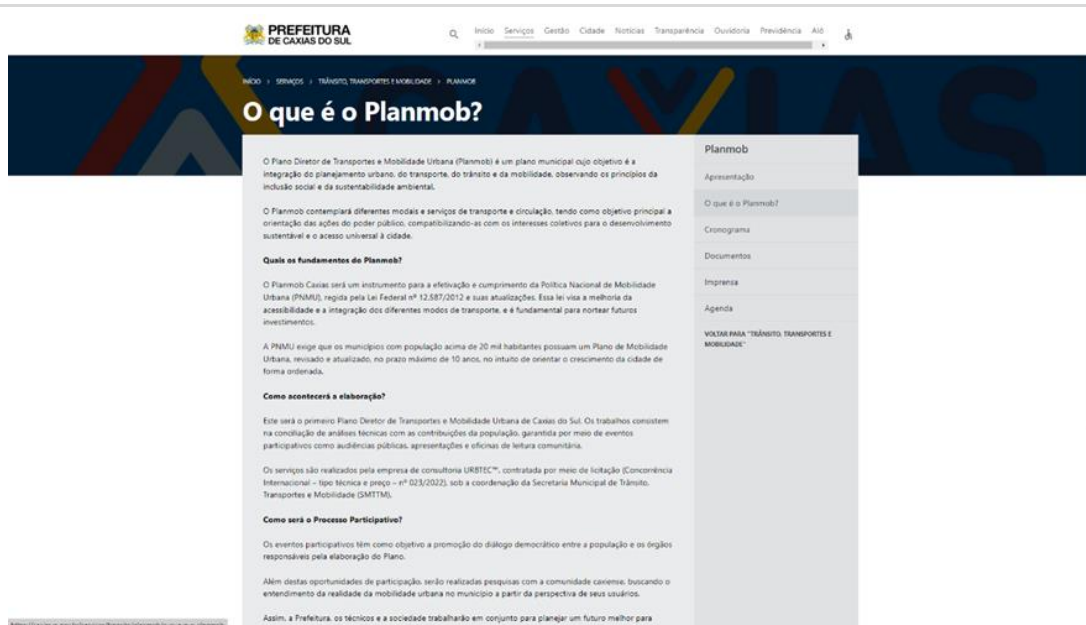 PREFEITURA
DE CAXIAS DO SUL
Início Serviços Gestão Cidade Notícias Transparência Ouvidoria Previdência Alô
INÍCIO > SERVIÇOS > TRÂNSITO, TRANSPORTES E MOBILIDADE > PLANMOB
CAXIAS
O que é o Planmob?
O Plano Diretor de Transportes e Mobilidade Urbana (Planmob) é um plano municipal cujo objetivo é a
integração do planejamento urbano, do transporte, do trânsito e da mobilidade, observando os princípios da
inclusão social e da sustentabilidade ambiental.
O Planmob contemplará diferentes modais e serviços de transporte e circulação, tendo como objetivo principal a
orientação das ações do poder público, compatibilizando-as com os interesses coletivos para o desenvolvimento
sustentável e o acesso universal à cidade.
Quais os fundamentos do Planmob?
O Planmob Caxias será um instrumento para a efetivação e cumprimento da Política Nacional de Mobilidade
Urbana (PNMU), regida pela Lei Federal nº 12.587/2012 e suas atualizações. Essa lei visa a melhoria da
acessibilidade e a integração dos diferentes modos de transporte, e é fundamental para nortear futuros
investimentos.
A PNMU exige que os municípios com população acima de 20 mil habitantes possuam um Plano de Mobilidade
Urbana, revisado e atualizado, no prazo máximo de 10 anos, no intuito de orientar o crescimento da cidade de
forma ordenada.
Como acontecerá a elaboração?
Este será o primeiro Plano Diretor de Transportes e Mobilidade Urbana de Caxias do Sul. Os trabalhos consistem
na conciliação de análises técnicas com as contribuições da população, garantida por meio de eventos
participativos como audiências públicas, apresentações e oficinas de leitura comunitária.
Os serviços são realizados pela empresa de consultoria URBTEC™, contratada por meio de licitação (Concorrência
Internacional – tipo técnica e preço – nº 023/2022), sob a coordenação da Secretaria Municipal de Trânsito,
Transportes e Mobilidade (SMTTM).
Como será o Processo Participativo?
Os eventos participativos têm como objetivo a promoção do diálogo democrático entre a população e os órgãos
responsáveis pela elaboração do Plano.
Além destas oportunidades de participação, serão realizadas pesquisas com a comunidade caxiense, buscando o
entendimento da realidade da mobilidade urbana no município a partir da perspectiva de seus usuários.
Assim, a Prefeitura, os técnicos e a sociedade trabalharão em conjunto para planejar um futuro melhor para
Planmob
Apresentação
O que é o Planmob?
Cronograma
Documentos
Imprensa
Agenda
VOLTAR PARA "TRÂNSITO, TRANSPORTES E
MOBILIDADE"